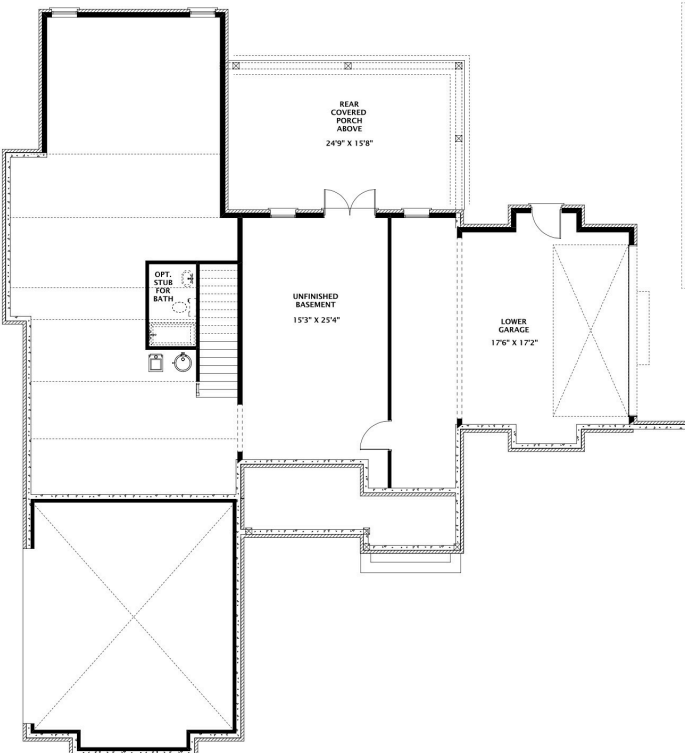 REAR
COVERED
PORCH
ABOVE
24'9" X 15'8"
OPT.
STUB
FOR
BATH
UNFINISHED
BASEMENT
15'3" X 25'4"
LOWER
GARAGE
17'6" X 17'2"